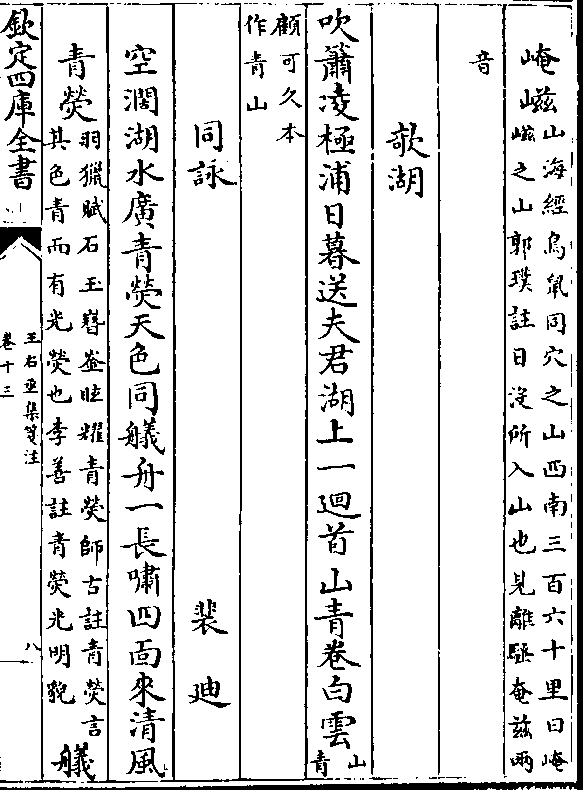 崦嵫山海經鳥䑕同穴之山西南三百六十里曰崦
嵫之山郭璞註日没所入山也見離騷奄兹兩
音
欹湖
吹簫凌極浦日暮送夫君湖上一迴首山青卷白雲山青
顧可久本
作青山
同詠 裴廸
空濶湖水廣青熒天色同艤舟一長嘯四面來清風
青熒羽獵賦石玉嶜崟眩耀青熒師古註青熒言
其色青而有光熒也李善註青熒光明貌艤
欽定四庫全書
王右丞集箋注
卷十三
八